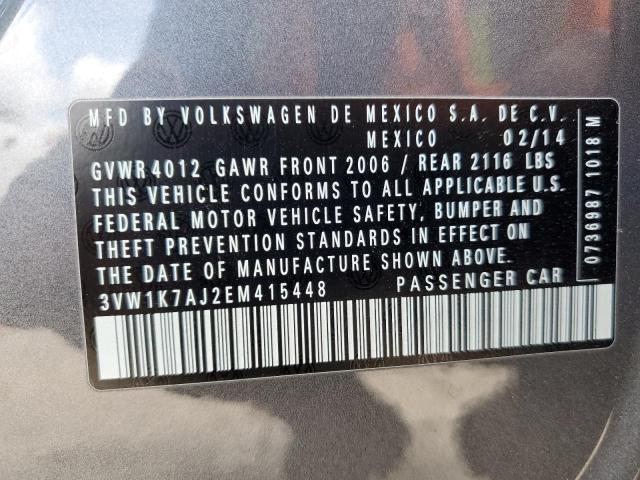 MFD BY VOLKSWAGEN DE MEXICO S.A. DE C.V.
MEXICO 02/14
GVWR 4012 GAWR FRONT 2006 / REAR 2116 LBS
THIS VEHICLE CONFORMS TO ALL APPLICABLE U.S.
FEDERAL MOTOR VEHICLE SAFETY, BUMPER AND
THEFT PREVENTION STANDARDS IN EFFECT ON
THE DATE OF MANUFACTURE SHOWN ABOVE.
3VW1K7AJ2EM415448 PASSENGER CAR
0736987 1018 M